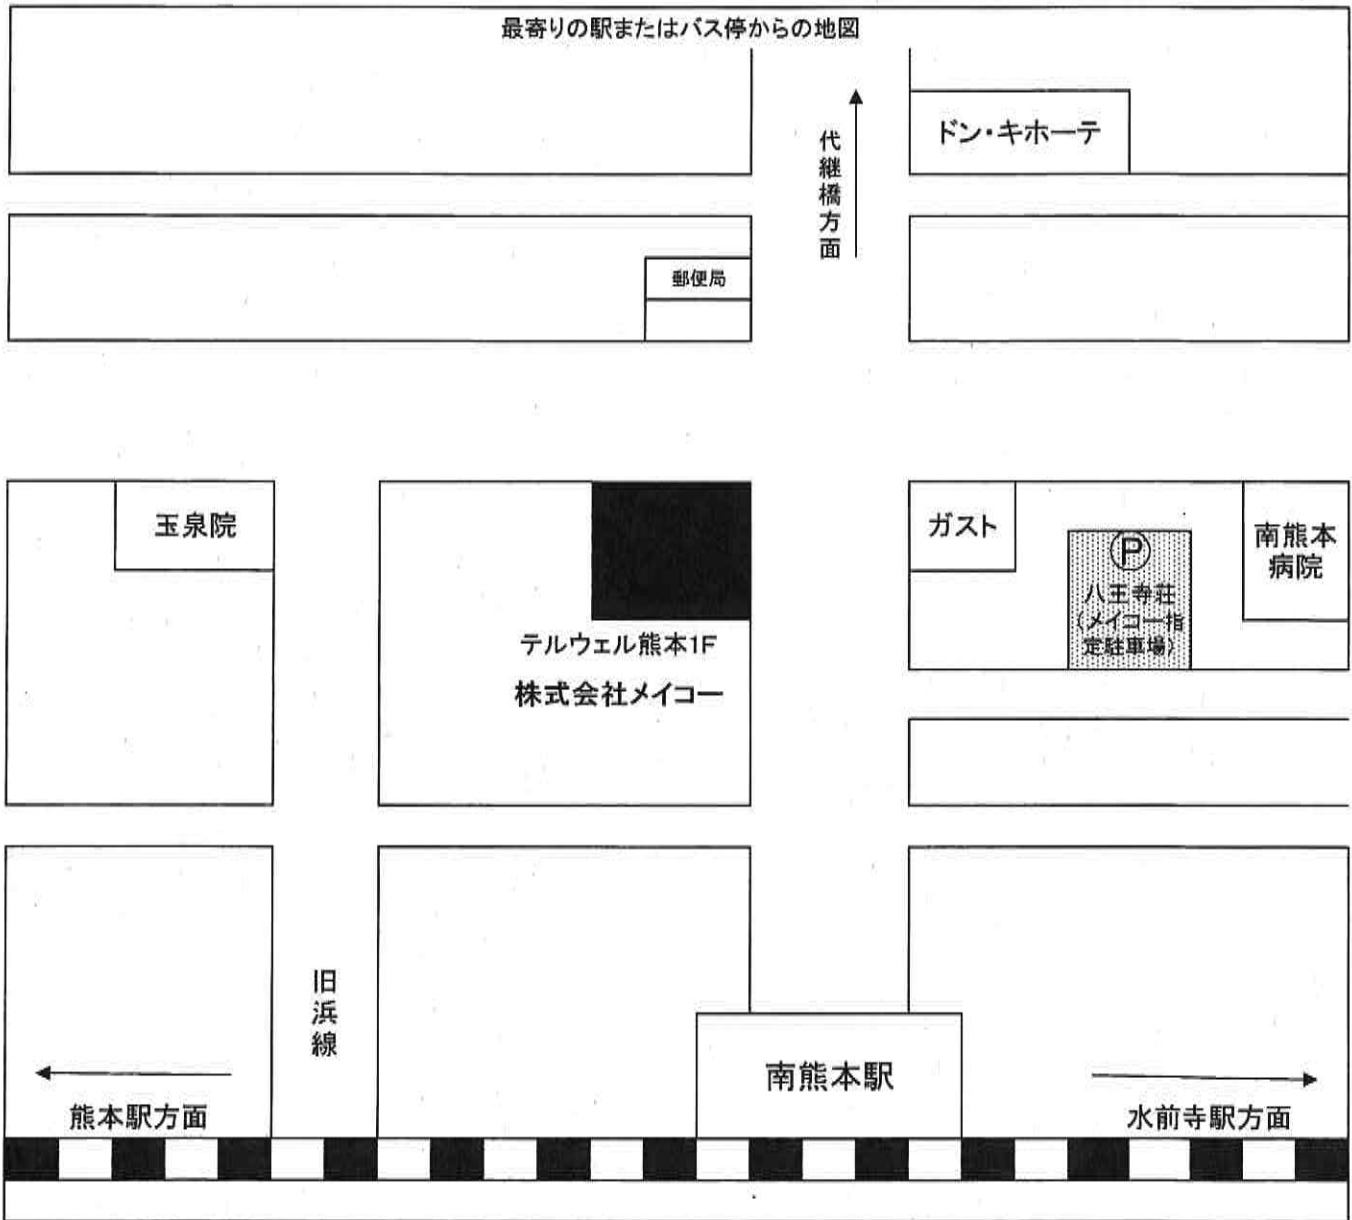 最寄りの駅またはバス停からの地図
ドン・キホーテ
代継橋方面
郵便局
玉泉院
ガスト
P
八王寺荘
(メイコー指
定駐車場)
南熊本
病院
テルウェル熊本1F
株式会社メイコー
旧浜線
南熊本駅
熊本駅方面
水前寺駅方面